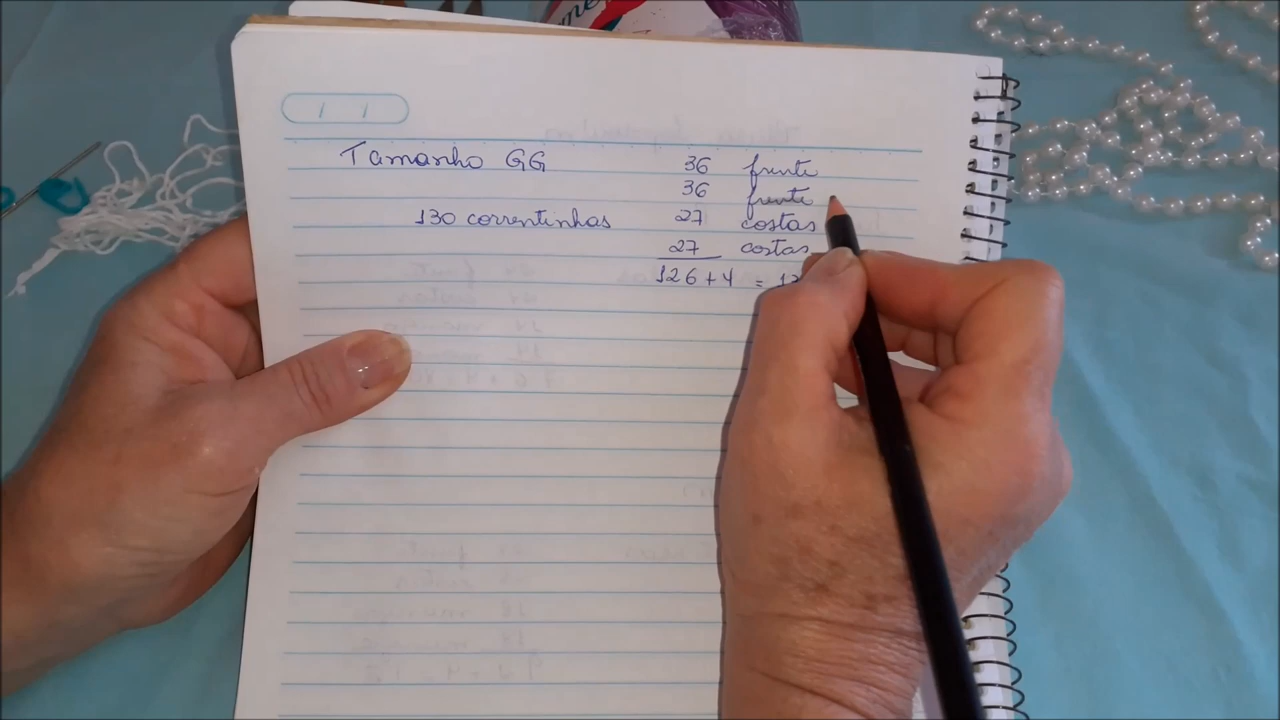 Tamanho GG
130 correntinhas
36 frente
36 frente
27 costas
27 costas
126 + 4 =